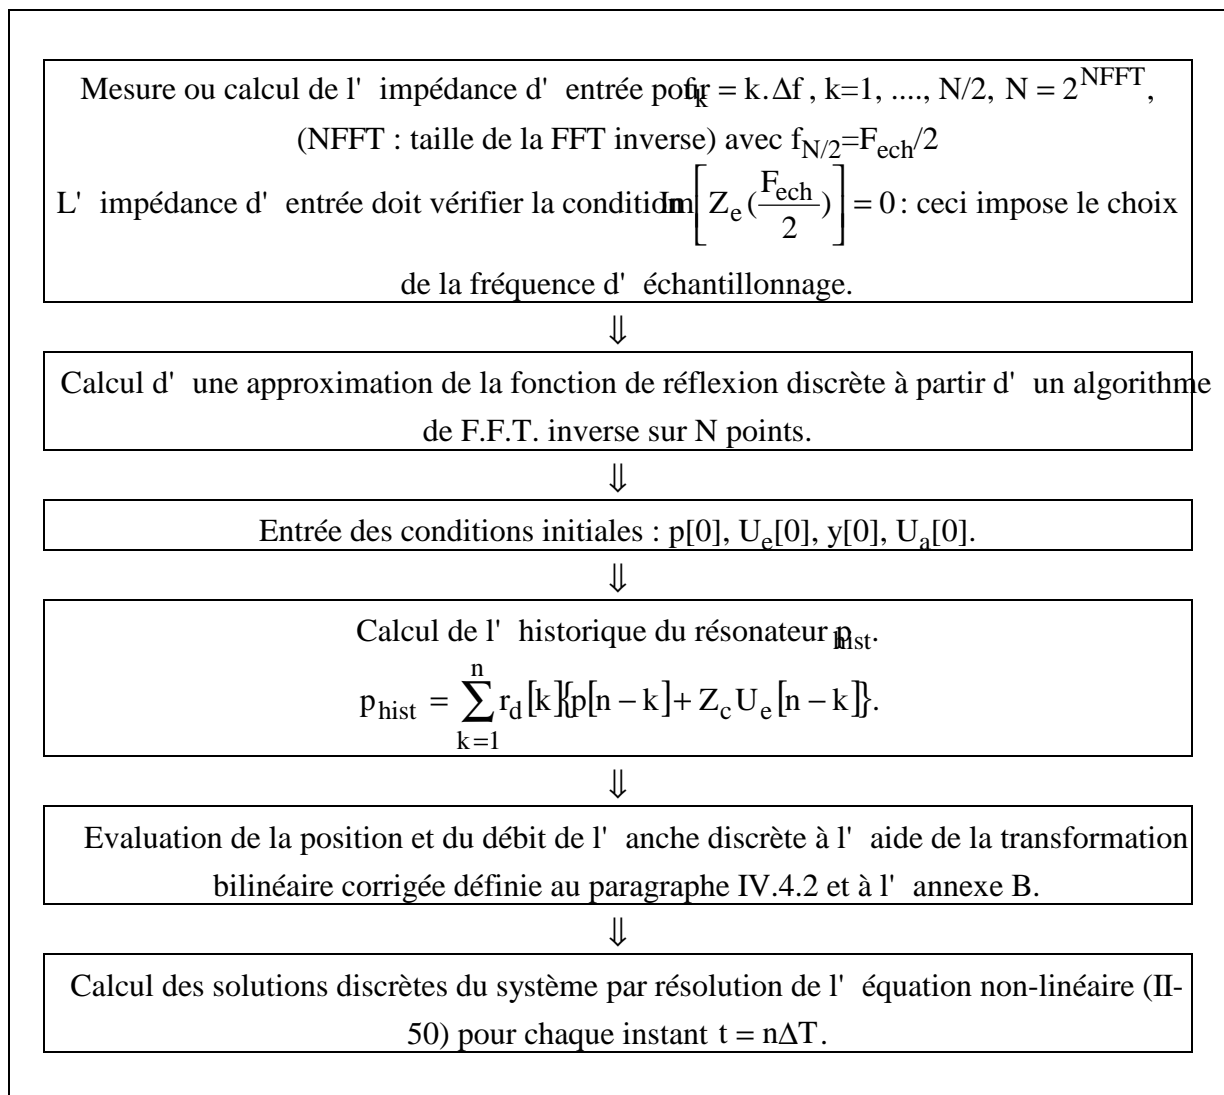 Mesure ou calcul de l' impédance d' entrée pour f_k = k.Δf , k=1, ...., N/2, N = 2^NFFT,
(NFFT : taille de la FFT inverse) avec f_N/2=F_ech/2
L' impédance d' entrée doit vérifier la condition Im[Z_e(F_ech/2)] = 0 : ceci impose le choix
de la fréquence d' échantillonnage.
⇓
Calcul d' une approximation de la fonction de réflexion discrète à partir d' un algorithme
de F.F.T. inverse sur N points.
⇓
Entrée des conditions initiales : p[0], U_e[0], y[0], U_a[0].
⇓
Calcul de l' historique du résonateur p_hist.
p_hist = ∑_{k=1}^{n} r_d[k]{p[n − k] + Z_c U_e[n − k]}.
⇓
Evaluation de la position et du débit de l' anche discrète à l' aide de la transformation
bilinéaire corrigée définie au paragraphe IV.4.2 et à l' annexe B.
⇓
Calcul des solutions discrètes du système par résolution de l' équation non-linéaire (II-
50) pour chaque instant t = nΔT.